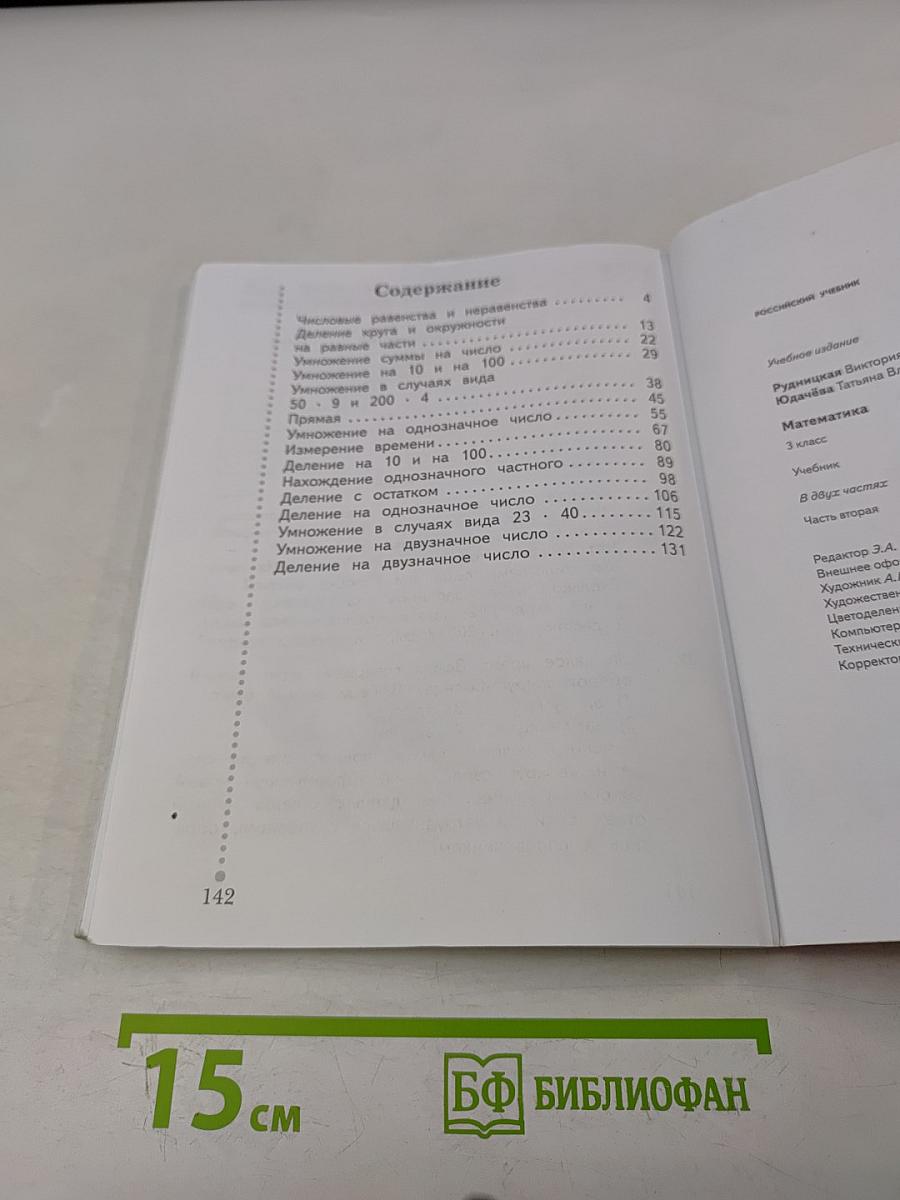 Содержание
Числовые равенства и неравенства ......... 4
Деление круга и окружности
на равные части ............................ 13
Умножение суммы на число ................ 22
Умножение на 10 и на 100 ................ 29
Умножение в случаях вида
50 · 9 и 200 · 4 ............................ 38
Прямая ................................... 45
Умножение на однозначное число .......... 55
Измерение времени ......................... 67
Деление на 10 и на 100 ................... 80
Нахождение однозначного частного ......... 89
Деление с остатком ........................ 98
Деление на однозначное число ............ 106
Умножение в случаях вида 23 · 40 ........ 115
Умножение на двузначное число ........... 122
Деление на двузначное число ............. 131
142
РОССИЙСКИЙ УЧЕБНИК
Учебное издание
Рудницкая Виктория
Юдачёва Татьяна Вл
Математика
3 класс
Учебник
В двух частях
Часть вторая
Редактор Э.А.
Внешнее офо
Художник А.
Художествен
Цветоделен
Компьютер
Технически
Корректо
15 см
БФ БИБЛИОФАН